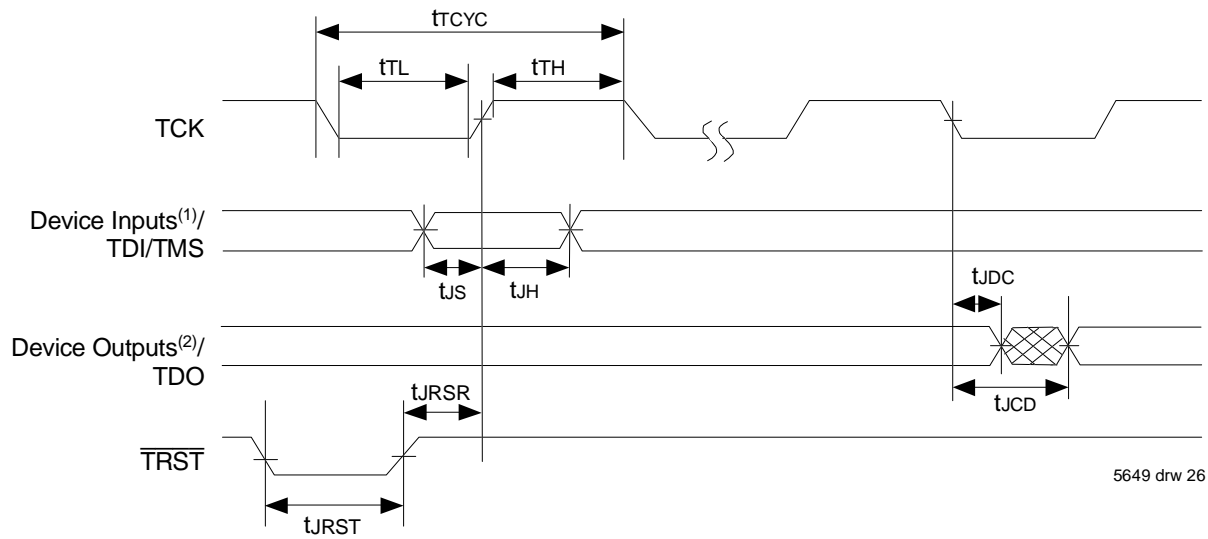 tTCYC
tTL
tTH
TCK
Device Inputs(1)/
TDI/TMS
tJS
tJH
tJDC
Device Outputs(2)/
TDO
tJRSR
tJCD
TRST
5649 drw 26
tJRST